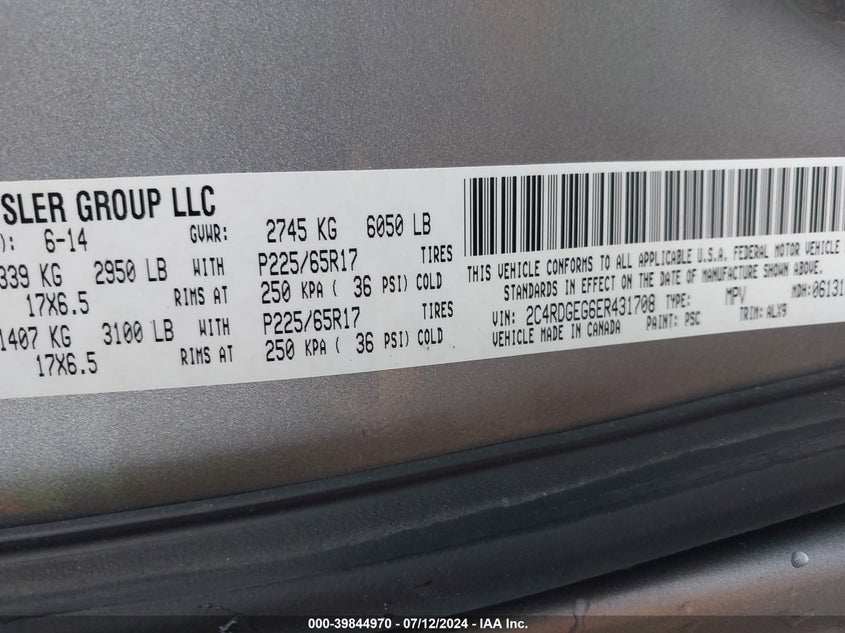 SLER GROUP LLC
): 6-14 GVWR: 2745 KG 6050 LB
339 KG 2950 LB WITH P225/65R17 TIRES
17X6.5 RIMS AT 250 KPA ( 36 PSI) COLD
1407 KG 3100 LB WITH P225/65R17 TIRES
17X6.5 RIMS AT 250 KPA ( 36 PSI) COLD
THIS VEHICLE CONFORMS TO ALL APPLICABLE U.S.A. FEDERAL MOTOR VEHICLE
STANDARDS IN EFFECT ON THE DATE OF MANUFACTURE SHOWN ABOVE.
VIN: 2C4RDGEG6ER431708 TYPE: MPV MDH: 06131
VEHICLE MADE IN CANADA PAINT: PSC TRIM: ALX9
000-39844970 / 07/12/2024 - IAA Inc.